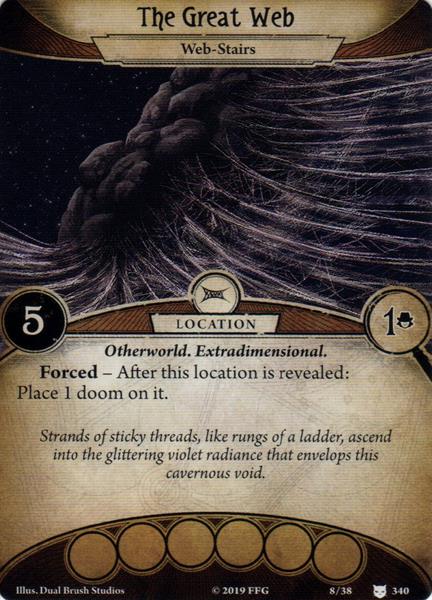 The Great Web
Web-Stairs
5
LOCATION
1
Otherworld. Extradimensional.
Forced – After this location is revealed:
Place 1 doom on it.
Strands of sticky threads, like rungs of a ladder, ascend
into the glittering violet radiance that envelops this
cavernous void.
Illus. Dual Brush Studios © 2019 FFG 8/38 340